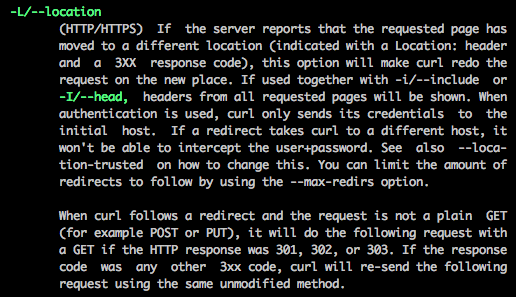 -L/--location
(HTTP/HTTPS) If the server reports that the requested page has
moved to a different location (indicated with a Location: header
and a 3XX response code), this option will make curl redo the
request on the new place. If used together with -i/--include or
-I/--head, headers from all requested pages will be shown. When
authentication is used, curl only sends its credentials to the
initial host. If a redirect takes curl to a different host, it
won't be able to intercept the user+password. See also --loca-
tion-trusted on how to change this. You can limit the amount of
redirects to follow by using the --max-redirs option.
When curl follows a redirect and the request is not a plain GET
(for example POST or PUT), it will do the following request with
a GET if the HTTP response was 301, 302, or 303. If the response
code was any other 3xx code, curl will re-send the following
request using the same unmodified method.